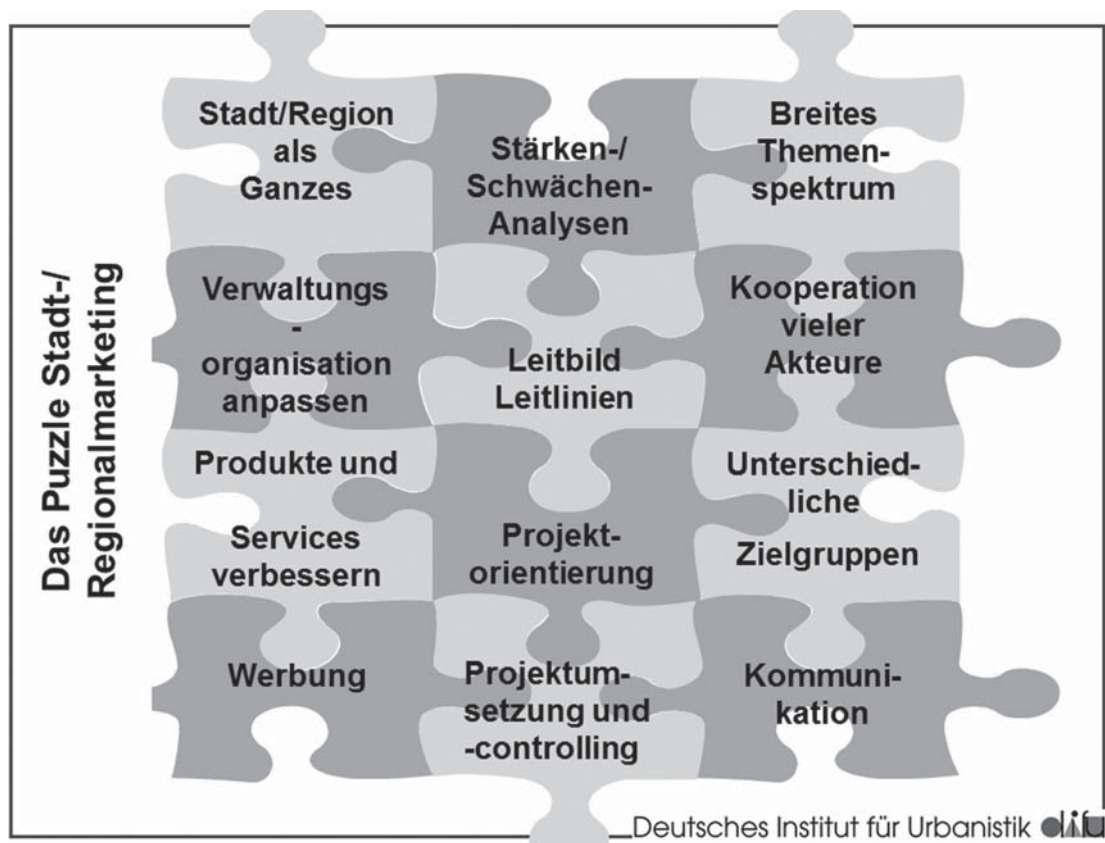 Das Puzzle Stadt-/
Regionalmarketing
Stadt/Region
als
Ganzes
Stärken-/
Schwächen-
Analysen
Breites
Themen-
spektrum
Verwaltungs
-
organisation
anpassen
Leitbild
Leitlinien
Kooperation
vieler
Akteure
Produkte und
Services
verbessern
Projekt-
orientierung
Unterschied-
liche
Zielgruppen
Werbung
Projektum-
setzung und
-controlling
Kommuni-
kation
Deutsches Institut für Urbanistik difu